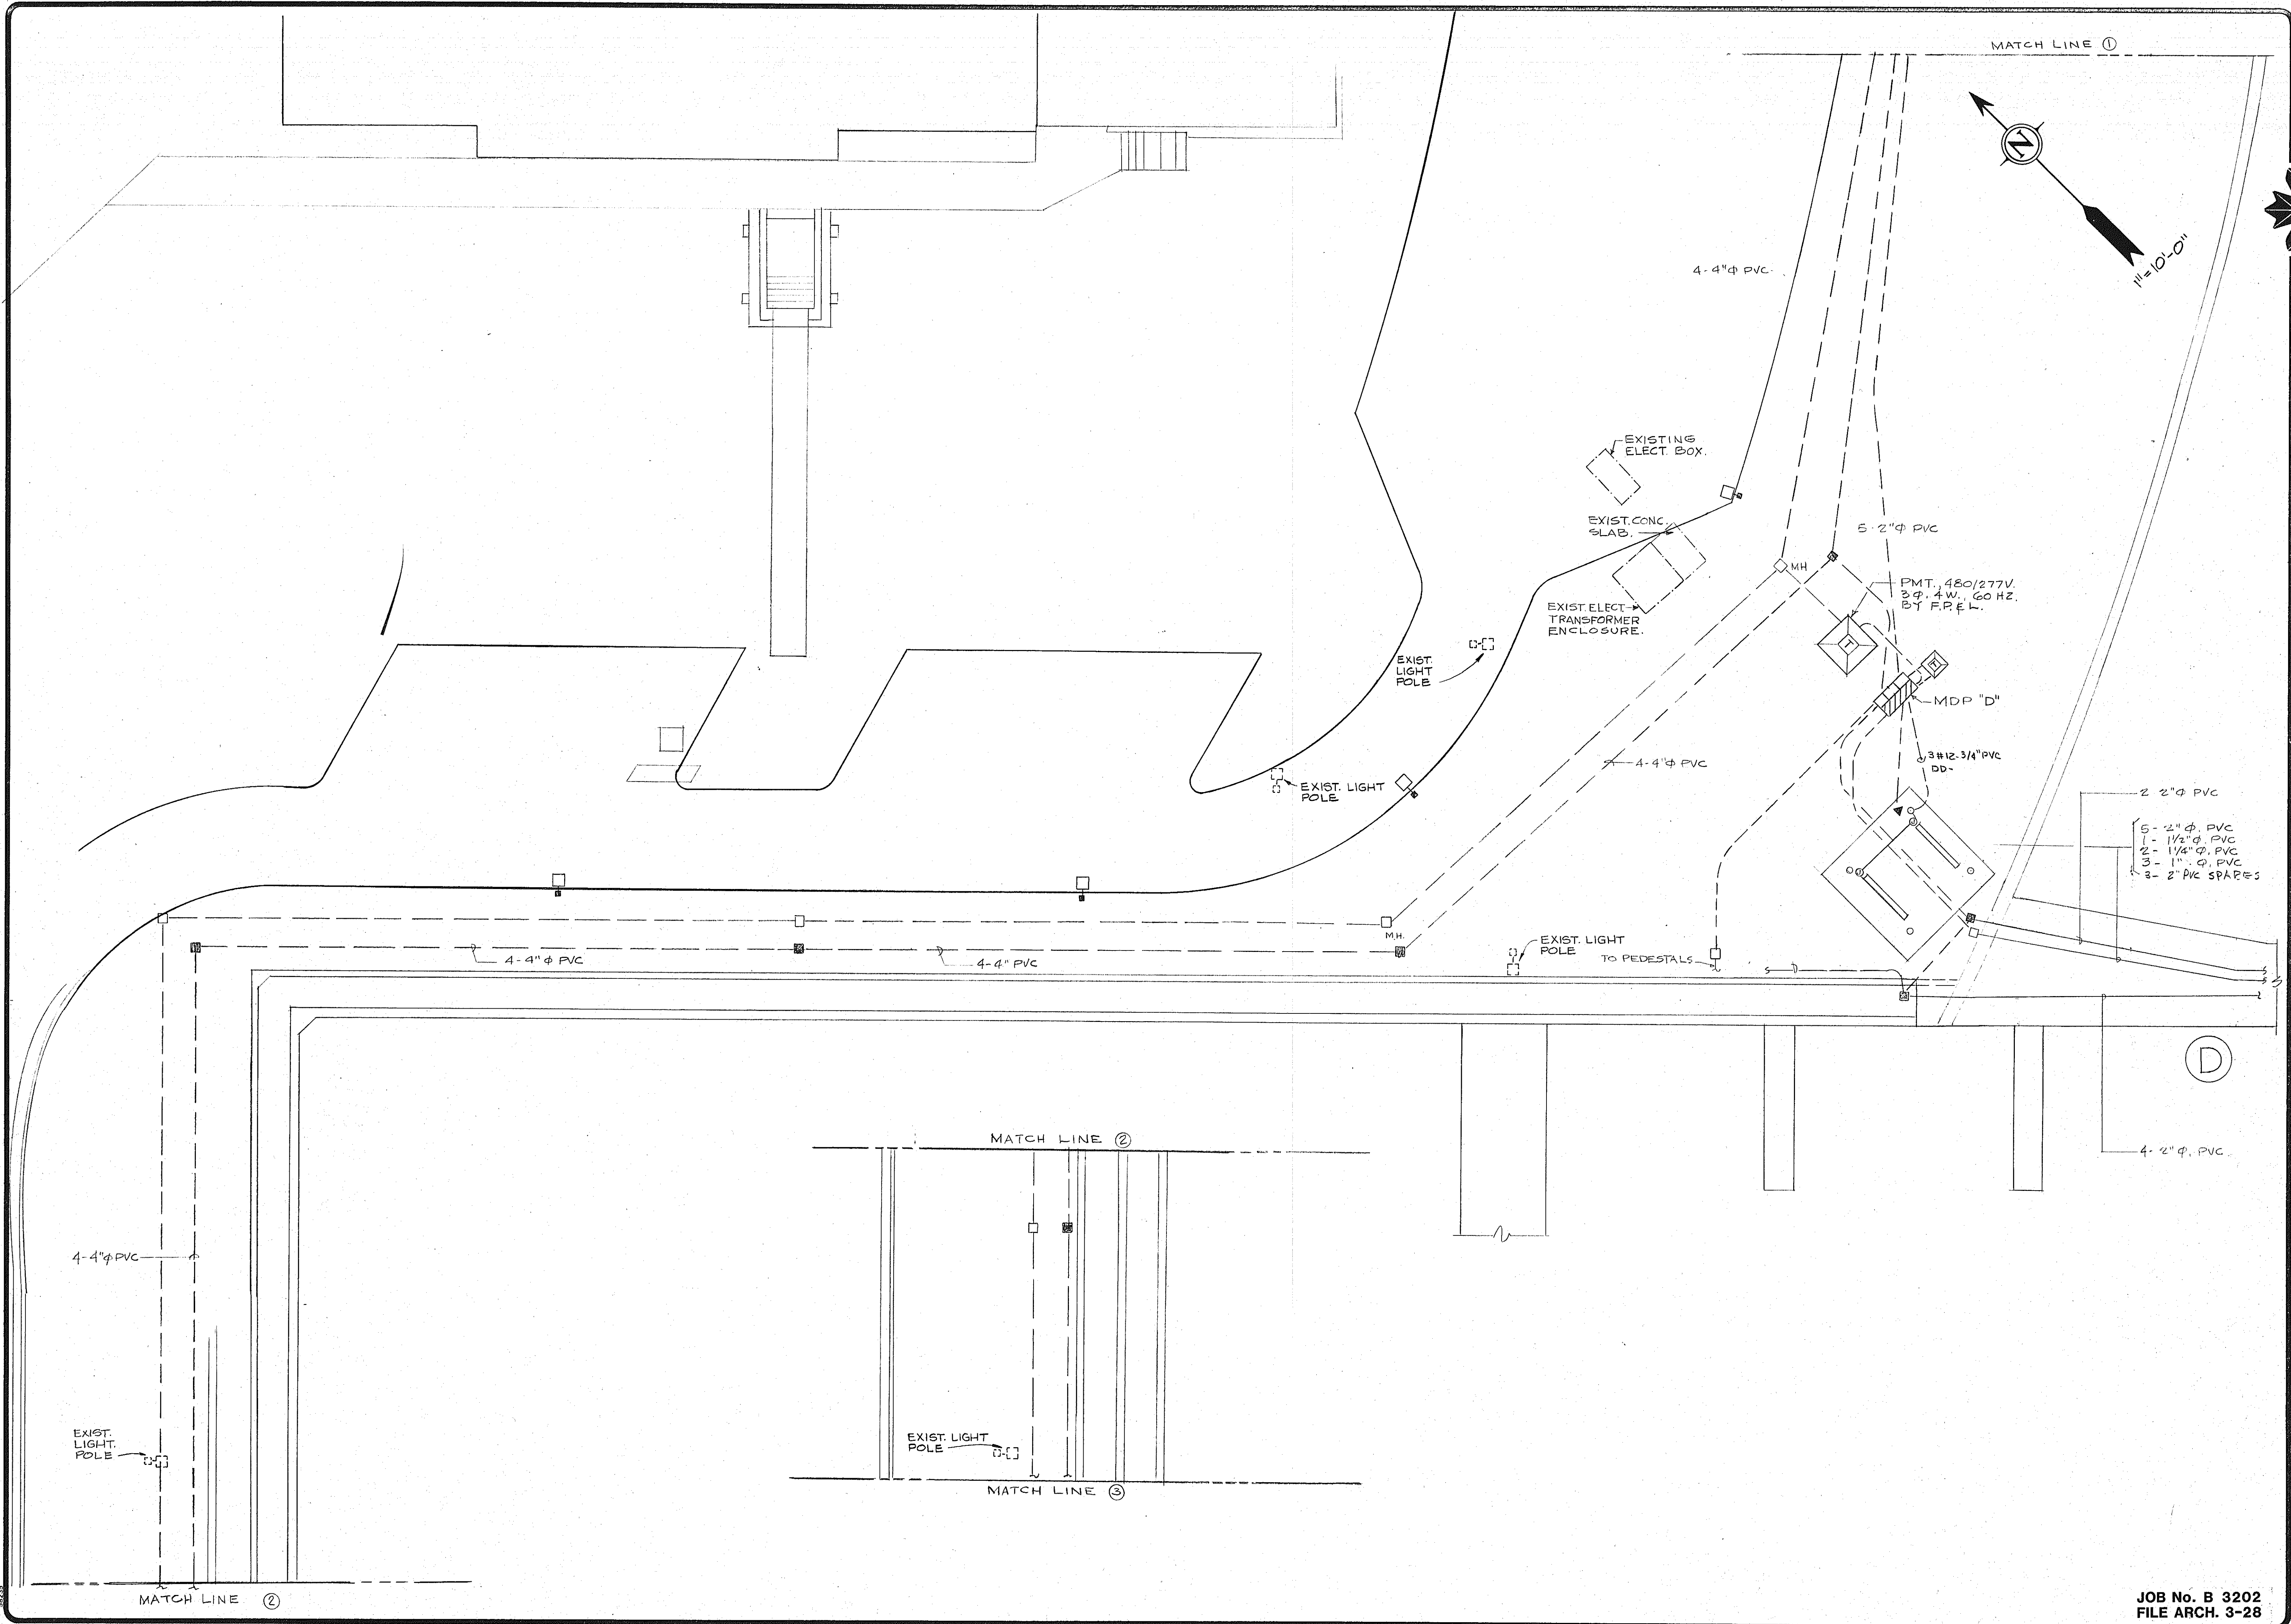 MATCH LINE ①
N
1"=10'-0"
4-4"Φ PVC
EXISTING
ELECT. BOX.
EXIST. CONC.
SLAB.
5-2"Φ PVC
MH
PMT., 480/277V.
3Φ. 4W., 60 HZ.
BY F.P.& L.
EXIST. ELECT
TRANSFORMER
ENCLOSURE.
T
T
EXIST.
LIGHT
POLE
MDP "D"
3#12-3/4" PVC
DD-
4-4"Φ PVC
EXIST. LIGHT
POLE
2 2"Φ PVC
5- 2" Φ. PVC
1- 1½" Φ. PVC
2- 1¼" Φ. PVC
3- 1" Φ. PVC
3- 2" PVC SPARES
M.H.
EXIST. LIGHT
POLE
TO PEDESTALS
4-4" Φ PVC
4-4" PVC
D
MATCH LINE ②
4- 2" Φ. PVC.
4-4"Φ PVC
EXIST.
LIGHT.
POLE
EXIST. LIGHT
POLE
MATCH LINE ③
MATCH LINE ②
JOB No. B 3202
FILE ARCH. 3-28